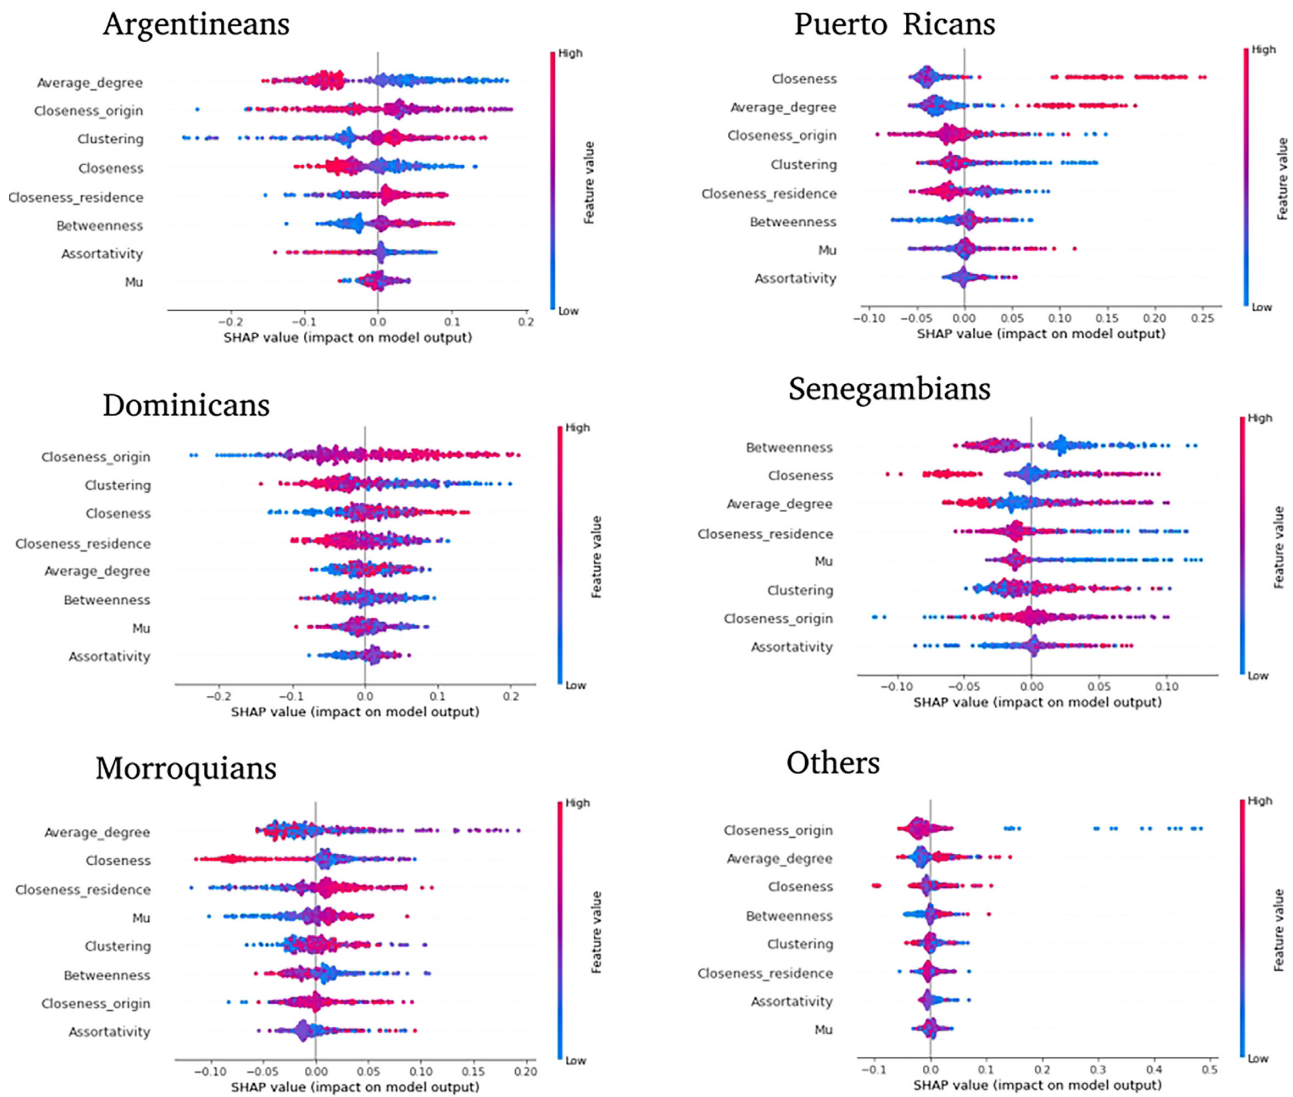 Argentineans
High
Average_degree
Closeness_origin
Clustering
Closeness
Closeness_residence
Betweenness
Assortativity
Mu
Feature value
Low
−0.2 −0.1 0.0 0.1 0.2
SHAP value (impact on model output)
Puerto Ricans
High
Closeness
Average_degree
Closeness_origin
Clustering
Closeness_residence
Betweenness
Mu
Assortativity
Feature value
Low
−0.10 −0.05 0.00 0.05 0.10 0.15 0.20 0.25
SHAP value (impact on model output)
Dominicans
High
Closeness_origin
Clustering
Closeness
Closeness_residence
Average_degree
Betweenness
Mu
Assortativity
Feature value
Low
−0.2 −0.1 0.0 0.1 0.2
SHAP value (impact on model output)
Senegambians
High
Betweenness
Closeness
Average_degree
Closeness_residence
Mu
Clustering
Closeness_origin
Assortativity
Feature value
Low
−0.10 −0.05 0.00 0.05 0.10
SHAP value (impact on model output)
Morroquians
High
Average_degree
Closeness
Closeness_residence
Mu
Clustering
Betweenness
Closeness_origin
Assortativity
Feature value
Low
−0.10 −0.05 0.00 0.05 0.10 0.15 0.20
SHAP value (impact on model output)
Others
High
Closeness_origin
Average_degree
Closeness
Betweenness
Clustering
Closeness_residence
Assortativity
Mu
Feature value
Low
−0.1 0.0 0.1 0.2 0.3 0.4 0.5
SHAP value (impact on model output)